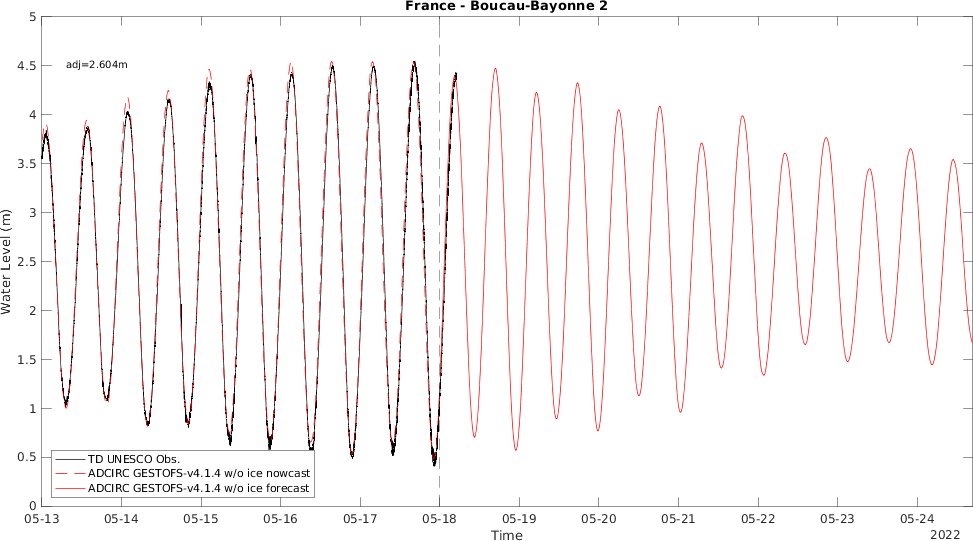 France - Boucau-Bayonne 2
5
4.5
4
3.5
3
2.5
2
1.5
1
0.5
0
Water Level (m)
adj=2.604m
TD UNESCO Obs.
ADCIRC GESTOFS-v4.1.4 w/o ice nowcast
ADCIRC GESTOFS-v4.1.4 w/o ice forecast
05-13 05-14 05-15 05-16 05-17 05-18 05-19 05-20 05-21 05-22 05-23 05-24
Time
2022